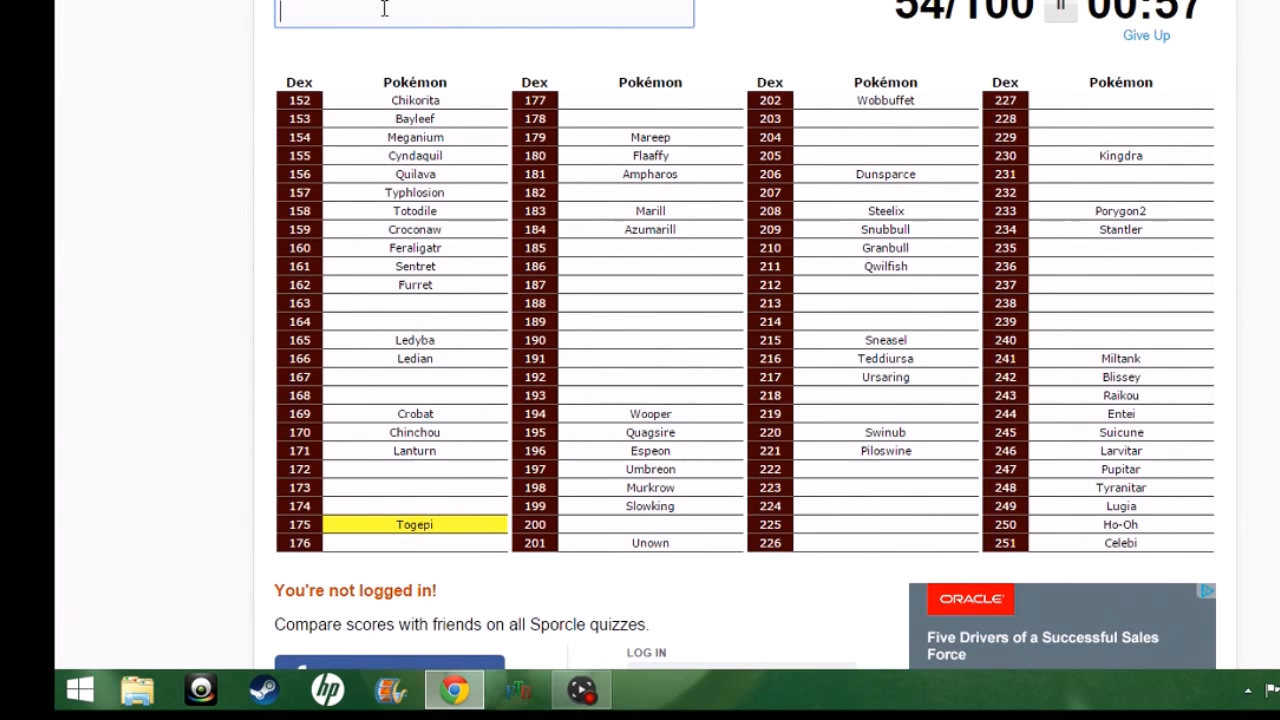 54/100 00:57
Give Up
Dex Pokémon Dex Pokémon Dex Pokémon Dex Pokémon
152 Chikorita 177 202 Wobbuffet 227
153 Bayleef 178 203 228
154 Meganium 179 Mareep 204 229
155 Cyndaquil 180 Flaaffy 205 230 Kingdra
156 Quilava 181 Ampharos 206 Dunsparce 231
157 Typhlosion 182 207 232
158 Totodile 183 Marill 208 Steelix 233 Porygon2
159 Croconaw 184 Azumarill 209 Snubbull 234 Stantler
160 Feraligatr 185 210 Granbull 235
161 Sentret 186 211 Qwilfish 236
162 Furret 187 212 237
163 188 213 238
164 189 214 239
165 Ledyba 190 215 Sneasel 240
166 Ledian 191 216 Teddiursa 241 Miltank
167 192 217 Ursaring 242 Blissey
168 193 218 243 Raikou
169 Crobat 194 Wooper 219 244 Entei
170 Chinchou 195 Quagsire 220 Swinub 245 Suicune
171 Lanturn 196 Espeon 221 Piloswine 246 Larvitar
172 197 Umbreon 222 247 Pupitar
173 198 Murkrow 223 248 Tyranitar
174 199 Slowking 224 249 Lugia
175 Togepi 200 225 250 Ho-Oh
176 201 Unown 226 251 Celebi
You're not logged in!
Compare scores with friends on all Sporcle quizzes.
LOG IN
ORACLE
Five Drivers of a Successful Sales
Force
hp